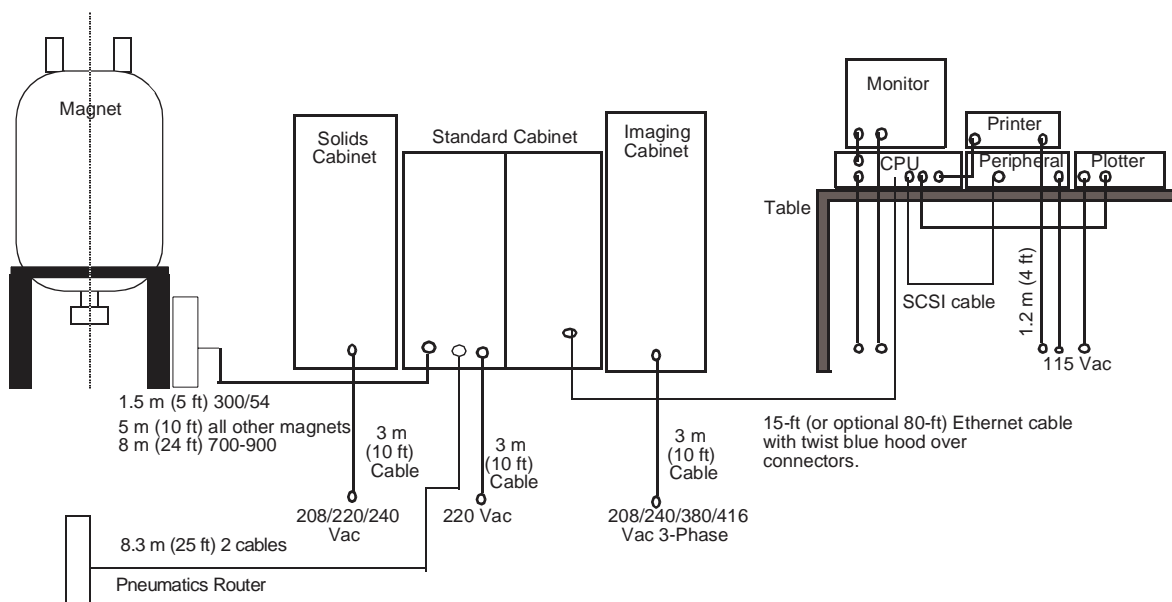 Magnet
Solids
Cabinet
Standard Cabinet
Imaging
Cabinet
Monitor
Printer
CPU
Peripheral
Plotter
Table
SCSI cable
1.2 m (4 ft)
115 Vac
1.5 m (5 ft) 300/54
5 m (10 ft) all other magnets
8 m (24 ft) 700-900
3 m
(10 ft)
Cable
3 m
(10 ft)
Cable
3 m
(10 ft)
Cable
15-ft (or optional 80-ft) Ethernet cable
with twist blue hood over
connectors.
208/220/240
Vac
220 Vac
208/240/380/416
Vac 3-Phase
8.3 m (25 ft) 2 cables
Pneumatics Router